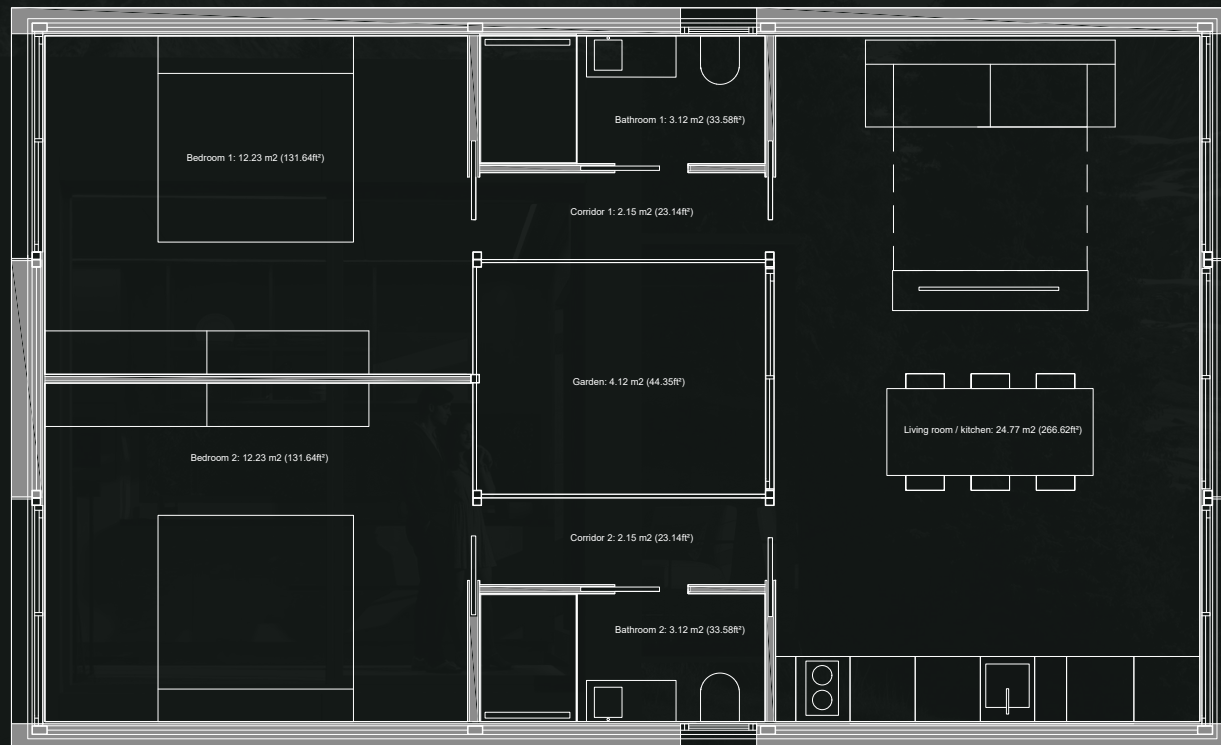 Bathroom 1: 3.12 m2 (33.58ft²)
Bedroom 1: 12.23 m2 (131.64ft²)
Corridor 1: 2.15 m2 (23.14ft²)
Garden: 4.12 m2 (44.35ft²)
Living room / kitchen: 24.77 m2 (266.62ft²)
Bedroom 2: 12.23 m2 (131.64ft²)
Corridor 2: 2.15 m2 (23.14ft²)
Bathroom 2: 3.12 m2 (33.58ft²)